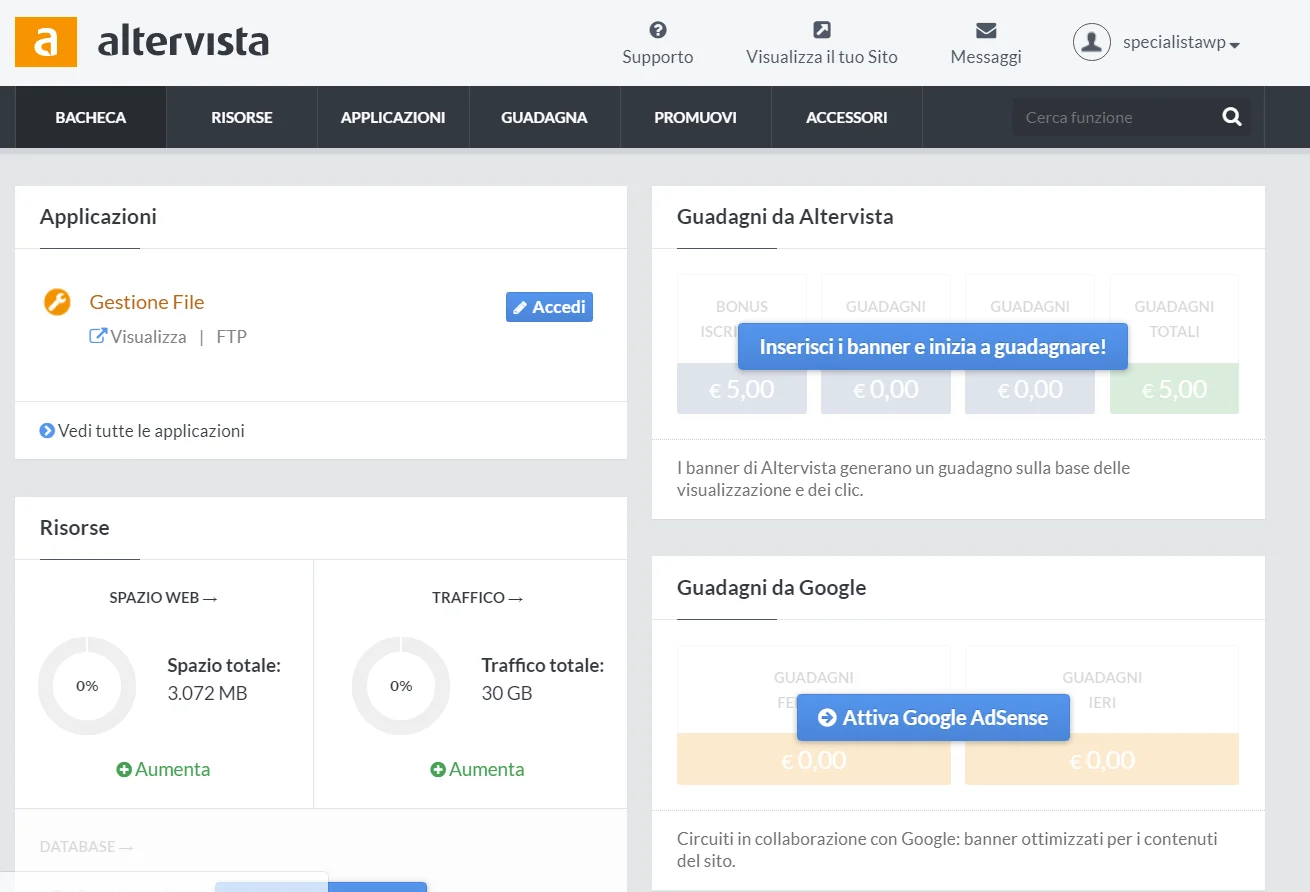 a altervista
Supporto
Visualizza il tuo Sito
Messaggi
specialistawp
BACHECA
RISORSE
APPLICAZIONI
GUADAGNA
PROMUOVI
ACCESSORI
Cerca funzione
Applicazioni
Gestione File
Accedi
Visualizza | FTP
Vedi tutte le applicazioni
Risorse
SPAZIO WEB →
0%
Spazio totale:
3.072 MB
Aumenta
TRAFFICO →
0%
Traffico totale:
30 GB
Aumenta
DATABASE →
Guadagni da Altervista
BONUS
GUADAGNI
GUADAGNI
GUADAGNI
TOTALI
Inserisci i banner e inizia a guadagnare!
€ 5,00
€ 0,00
€ 0,00
€ 5,00
I banner di Altervista generano un guadagno sulla base delle
visualizzazione e dei clic.
Guadagni da Google
GUADAGNI
GUADAGNI
IERI
Attiva Google AdSense
€ 0,00
€ 0,00
Circuiti in collaborazione con Google: banner ottimizzati per i contenuti
del sito.